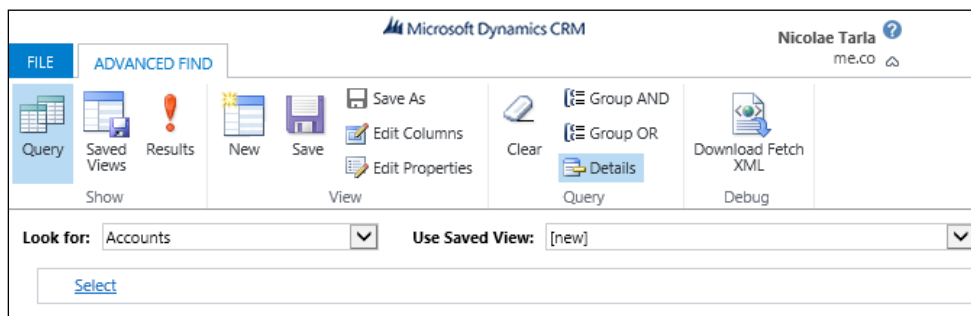 Microsoft Dynamics CRM
Nicolae Tarla
me.co
FILE
ADVANCED FIND
Query
Saved
Views
Results
Show
New
Save
Save As
Edit Columns
Edit Properties
View
Clear
Group AND
Group OR
Details
Query
Download Fetch
XML
Debug
Look for: Accounts
Use Saved View: [new]
Select